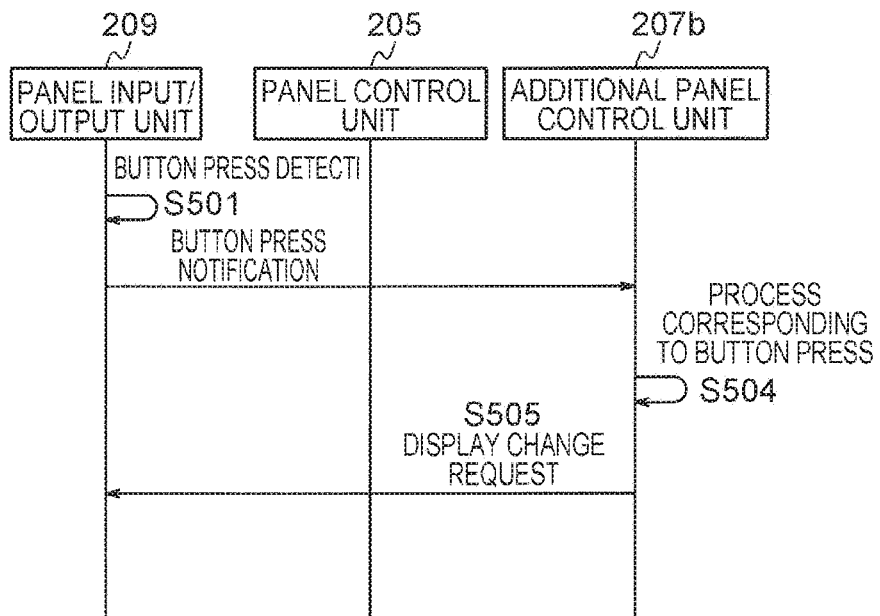 209
205
207b
PANEL INPUT/
OUTPUT UNIT
PANEL CONTROL
UNIT
ADDITIONAL PANEL
CONTROL UNIT
BUTTON PRESS DETECTI
S501
BUTTON PRESS
NOTIFICATION
PROCESS
CORRESPONDING
TO BUTTON PRESS
S504
S505
DISPLAY CHANGE
REQUEST